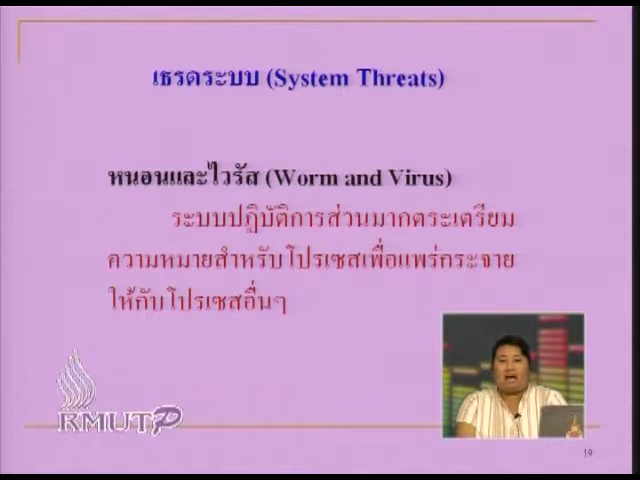 เธรดระบบ (System Threats)
หนอนและไวรัส (Worm and Virus)
ระบบปฏิบัติการส่วนมากตระเตรียม
ความหมายสำหรับโปรเซสเพื่อแพร่กระจาย
ให้กับโปรเซสอื่นๆ
RMUTP
19